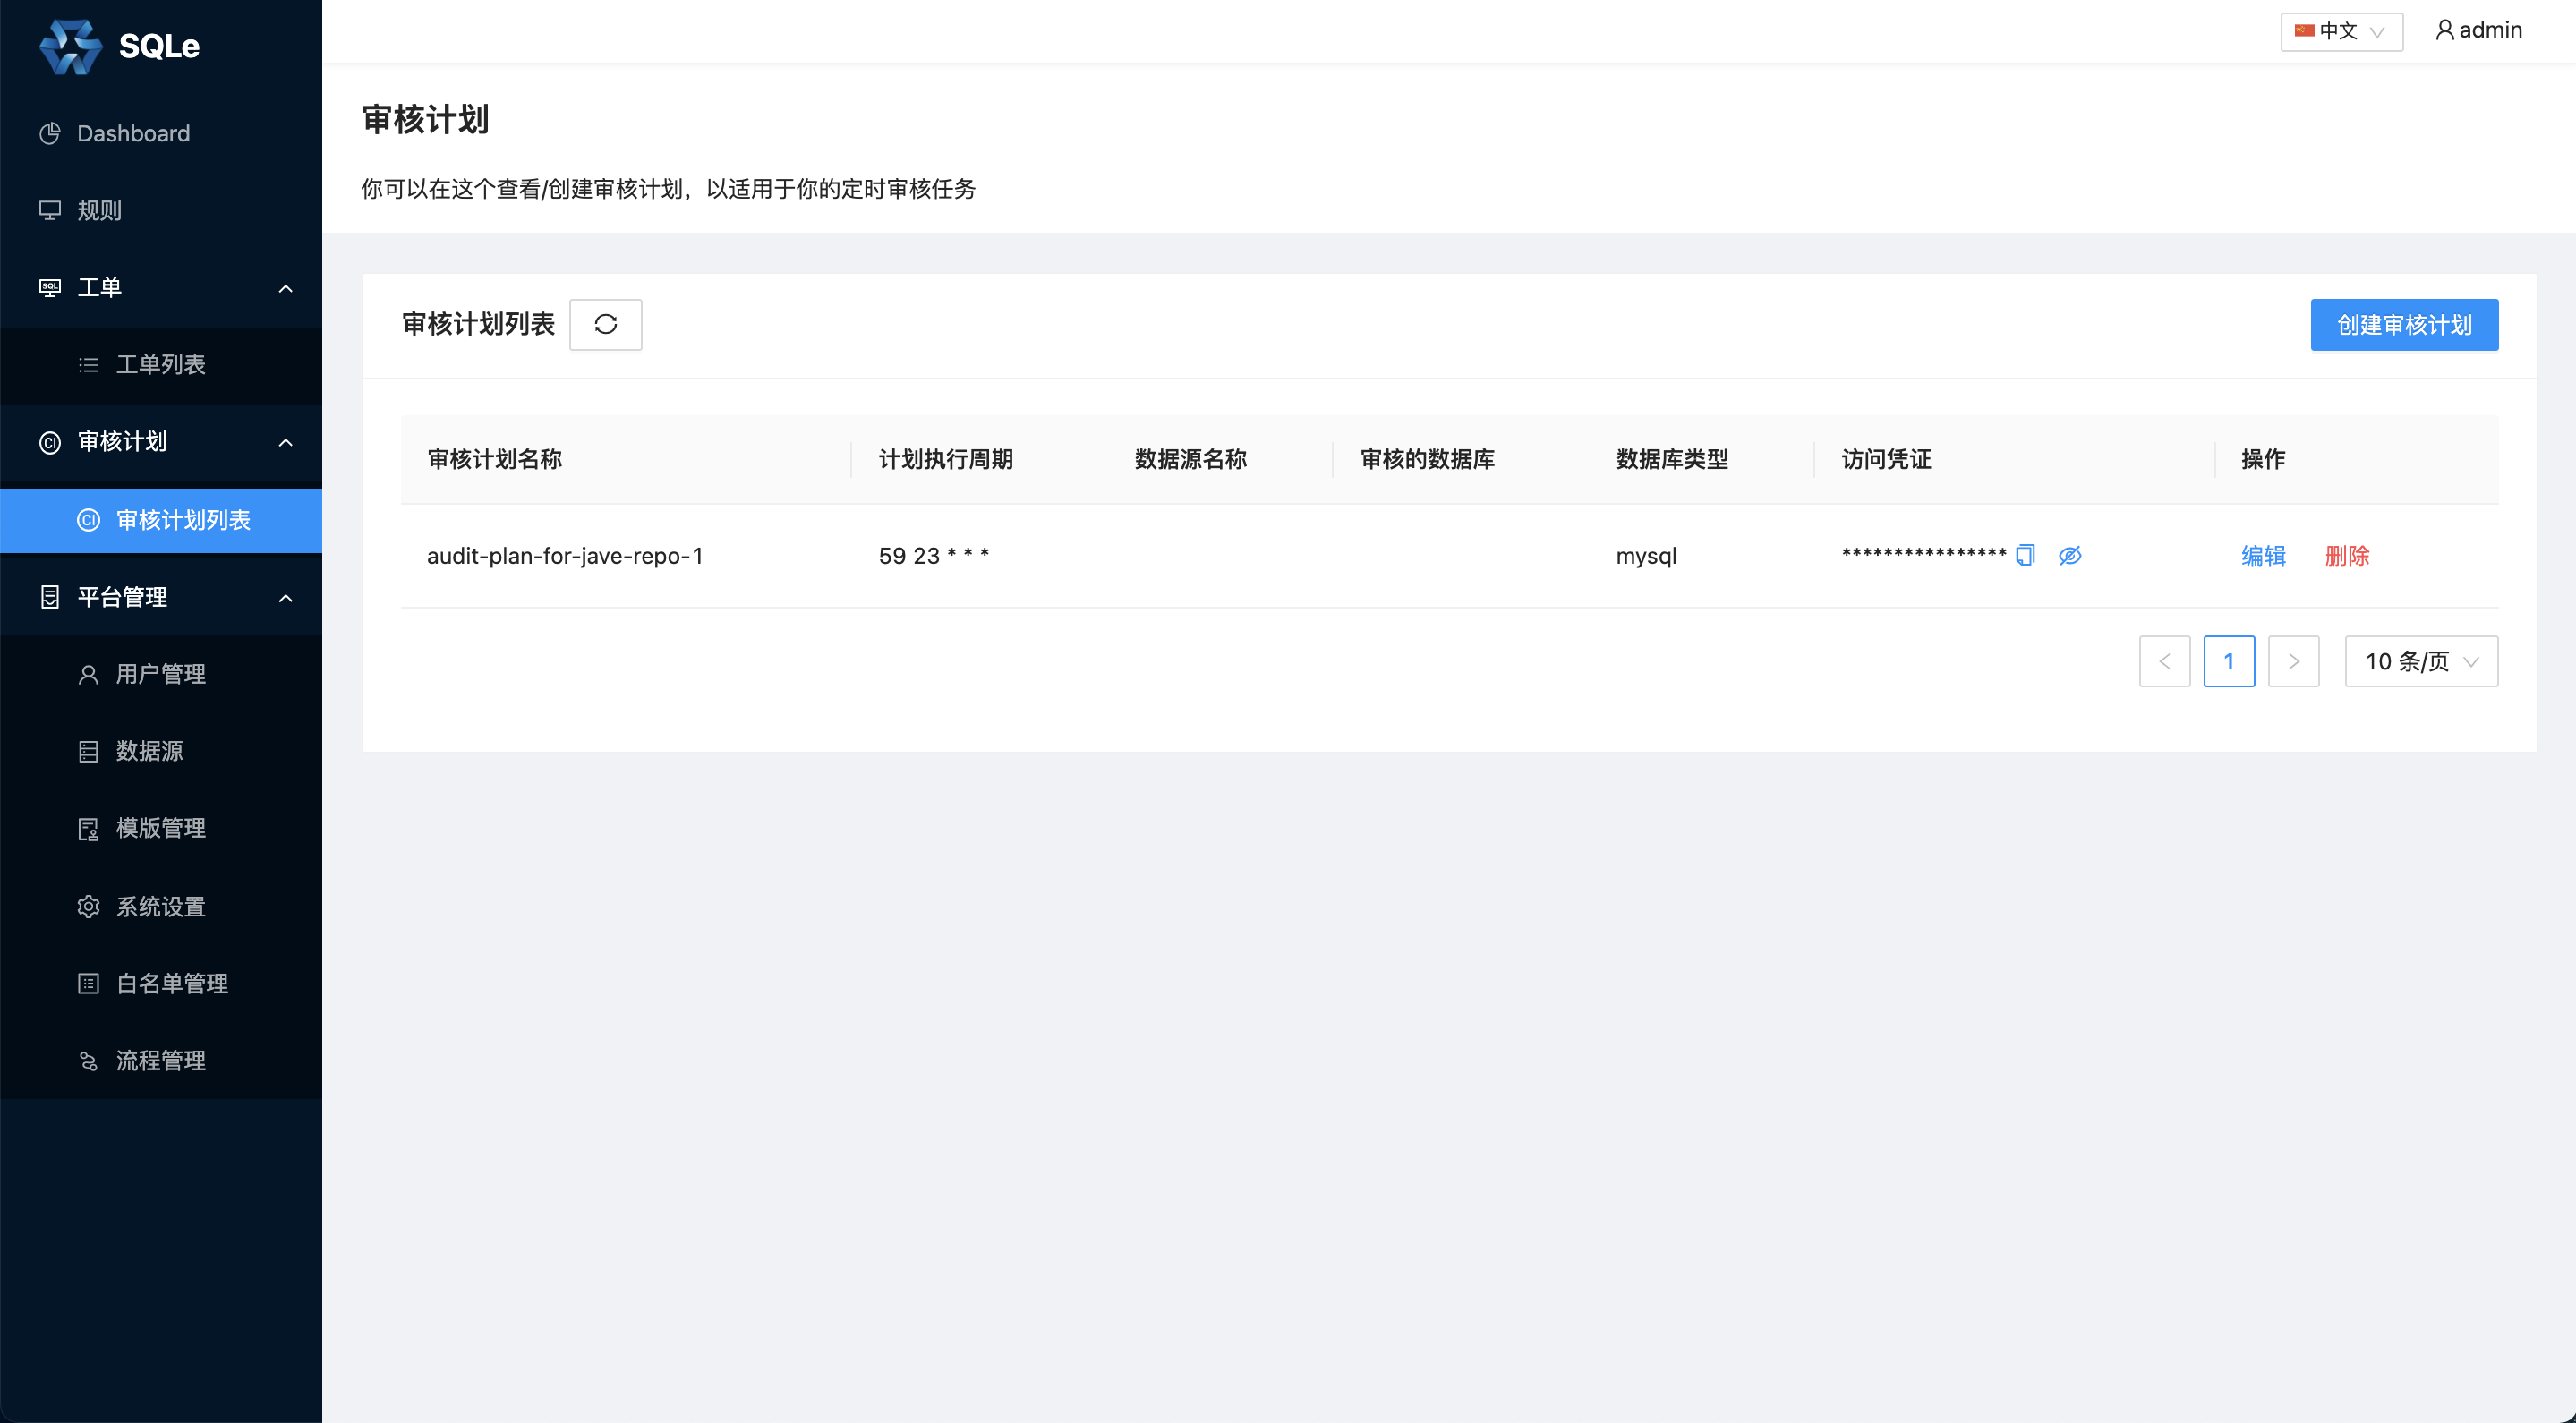 SQLe
中文
admin
Dashboard
规则
工单
工单列表
审核计划
审核计划列表
平台管理
用户管理
数据源
模版管理
系统设置
白名单管理
流程管理
审核计划
你可以在这个查看/创建审核计划，以适用于你的定时审核任务
审核计划列表
创建审核计划
审核计划名称 计划执行周期 数据源名称 审核的数据库 数据库类型 访问凭证 操作
audit-plan-for-jave-repo-1 59 23 * * * mysql **************** 编辑 删除
1 10 条/页